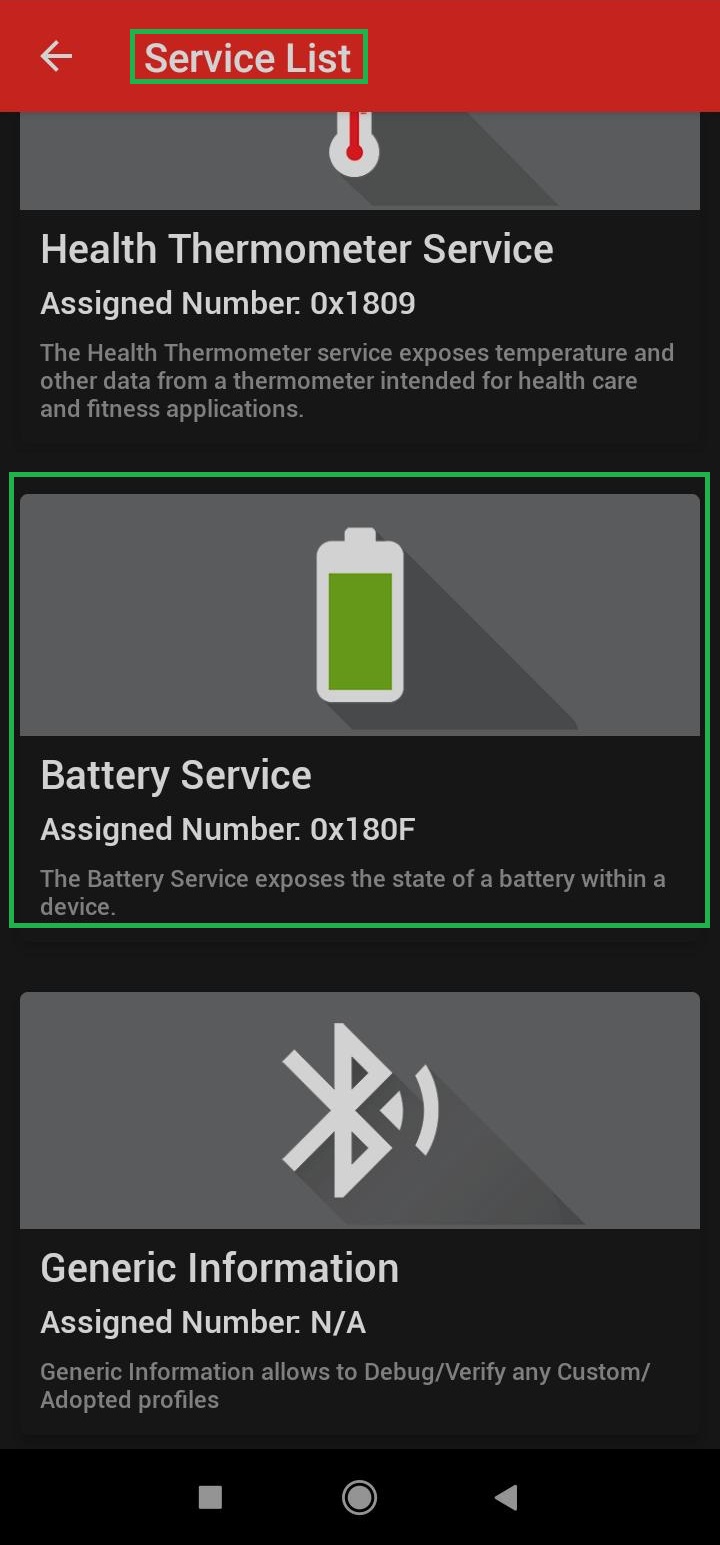 Service List
Health Thermometer Service
Assigned Number: 0x1809
The Health Thermometer service exposes temperature and
other data from a thermometer intended for health care
and fitness applications.
Battery Service
Assigned Number: 0x180F
The Battery Service exposes the state of a battery within a
device.
Generic Information
Assigned Number: N/A
Generic Information allows to Debug/Verify any Custom/
Adopted profiles